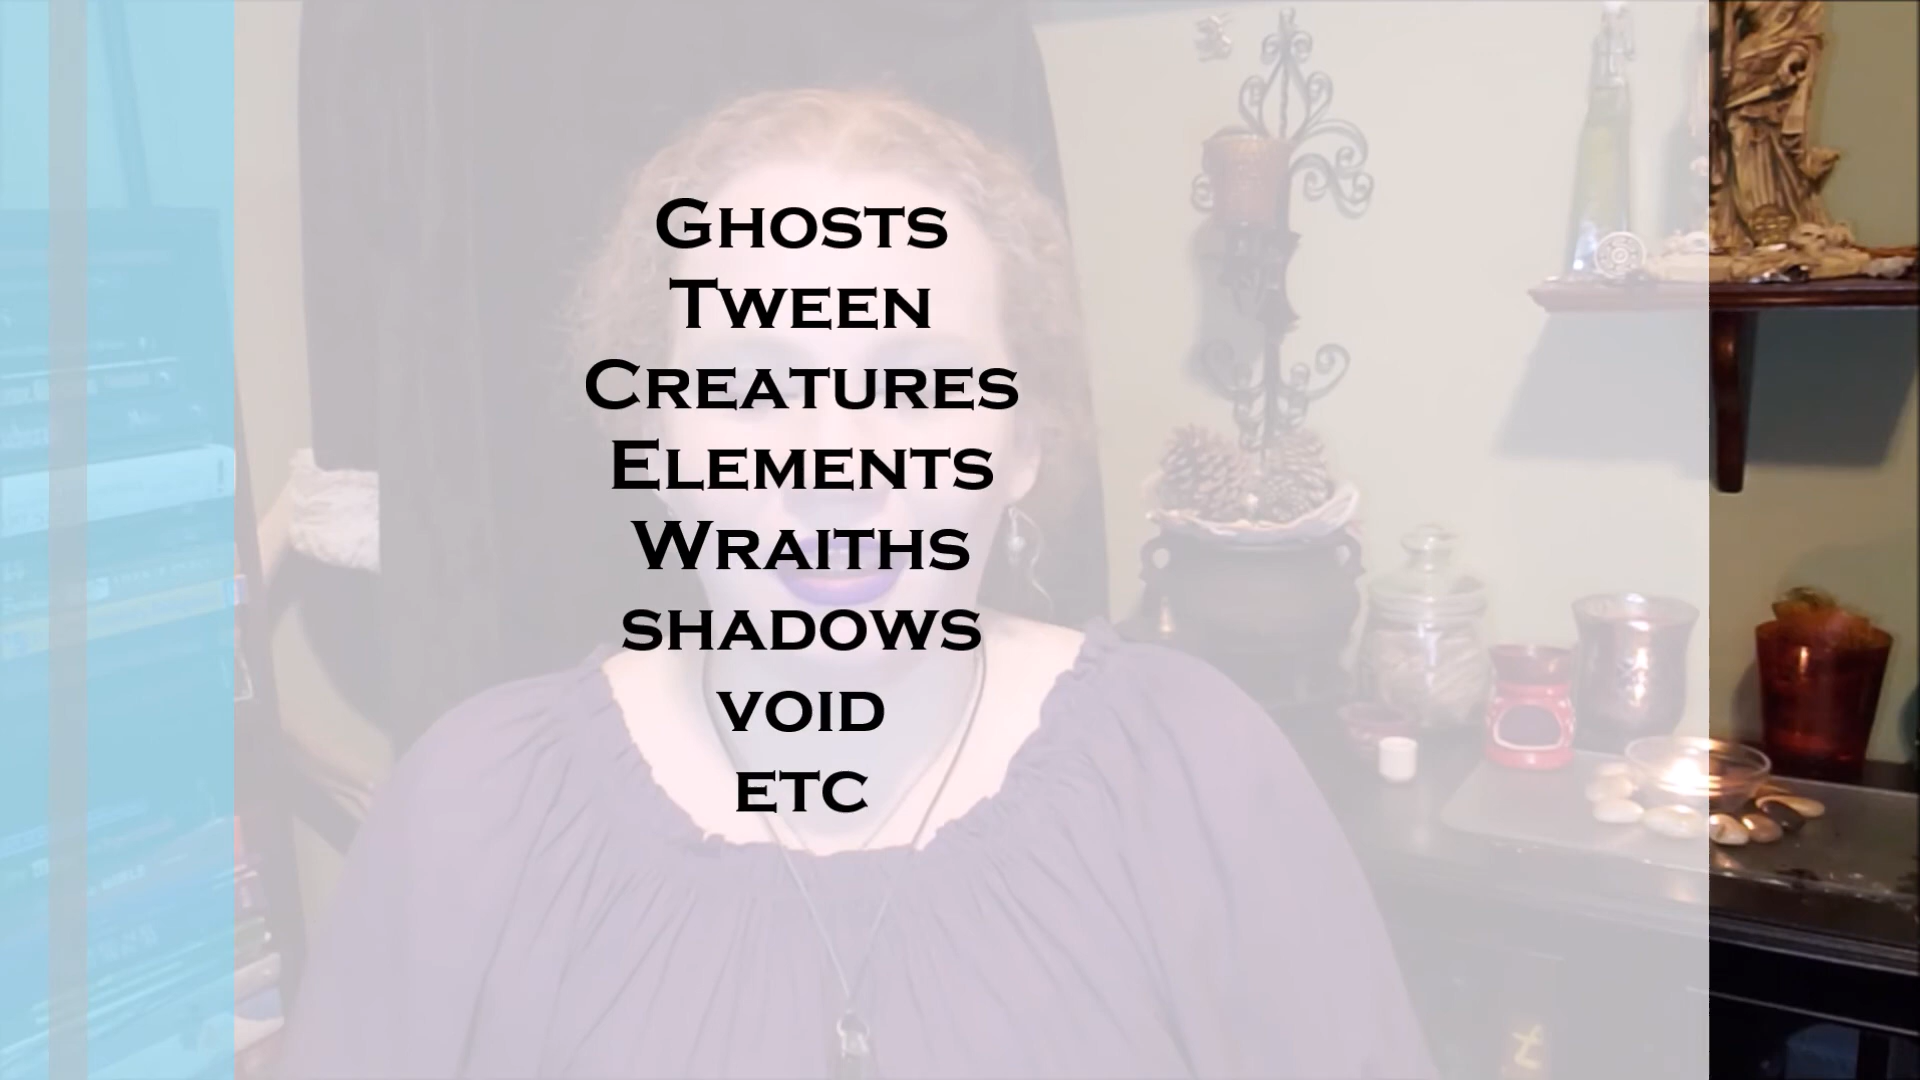 Ghosts
Tween
Creatures
Elements
Wraiths
shadows
void
etc